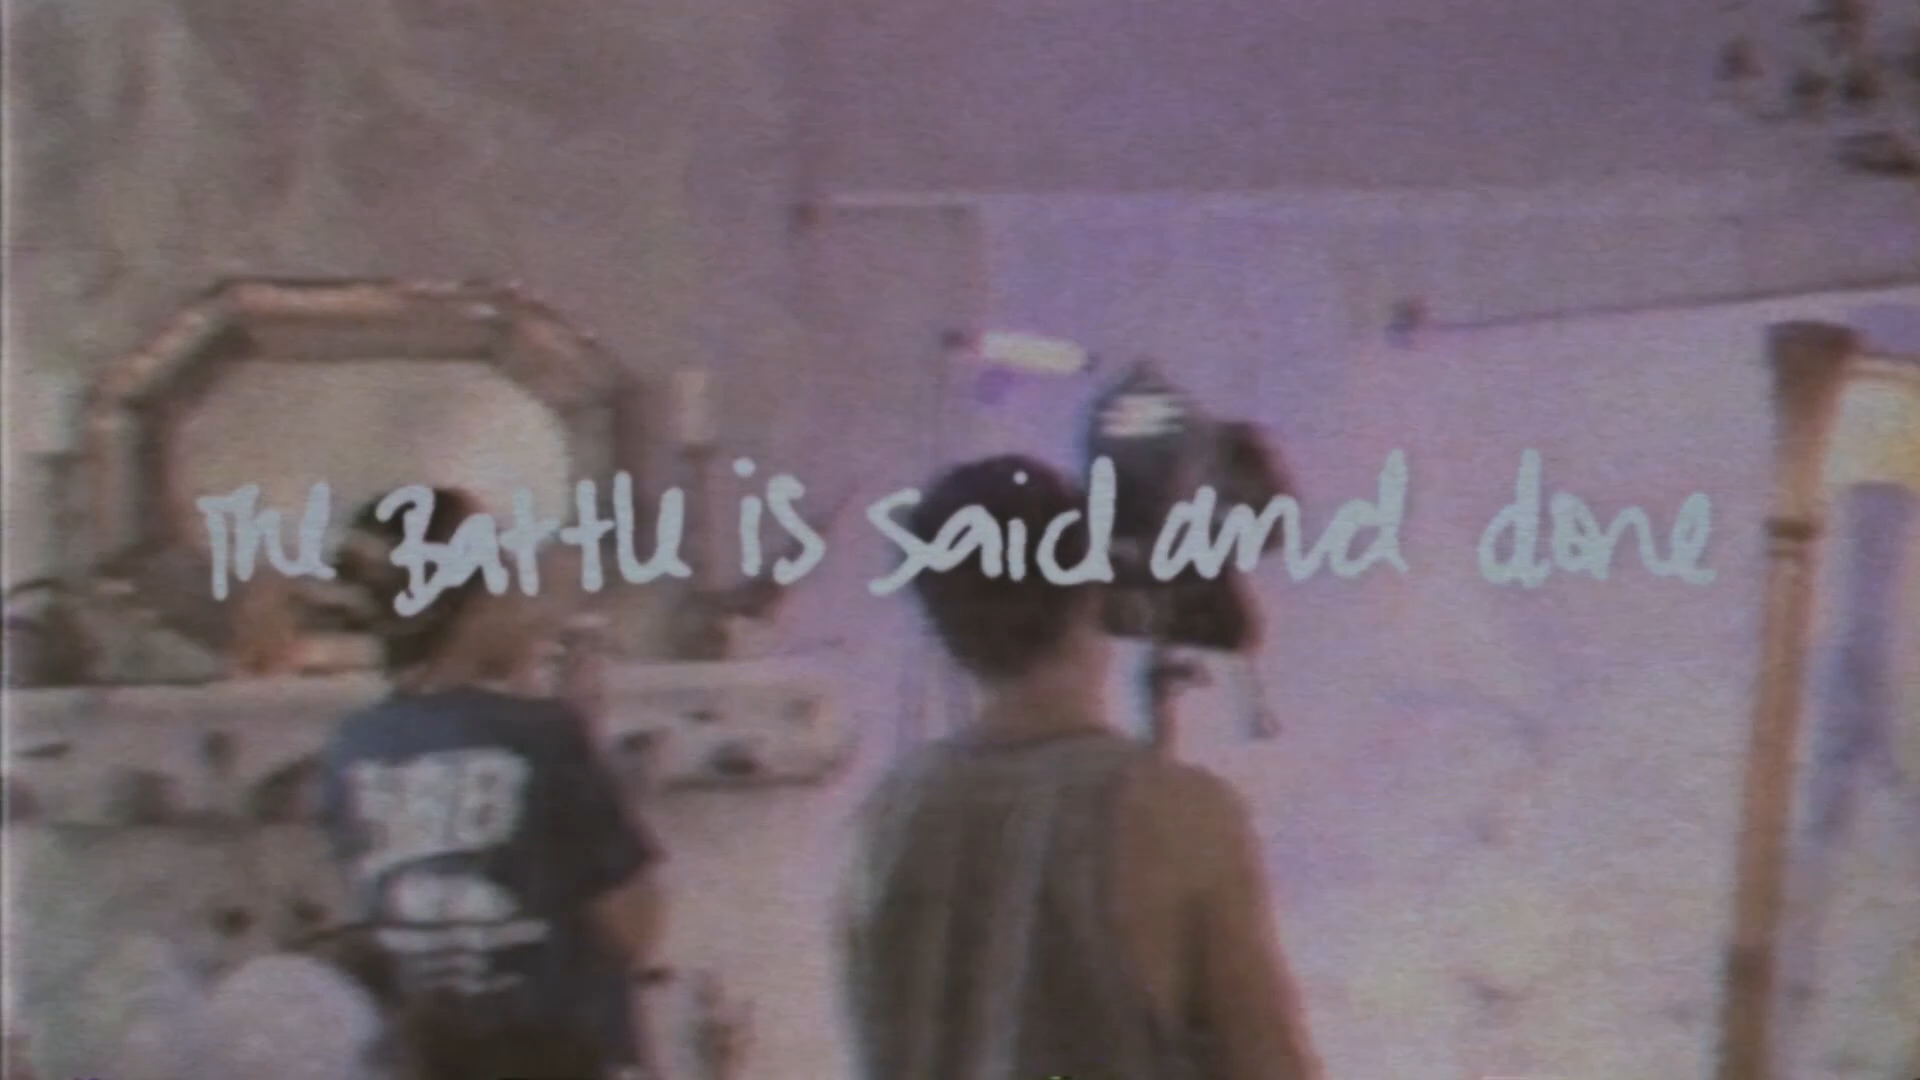 The Battle is said and done